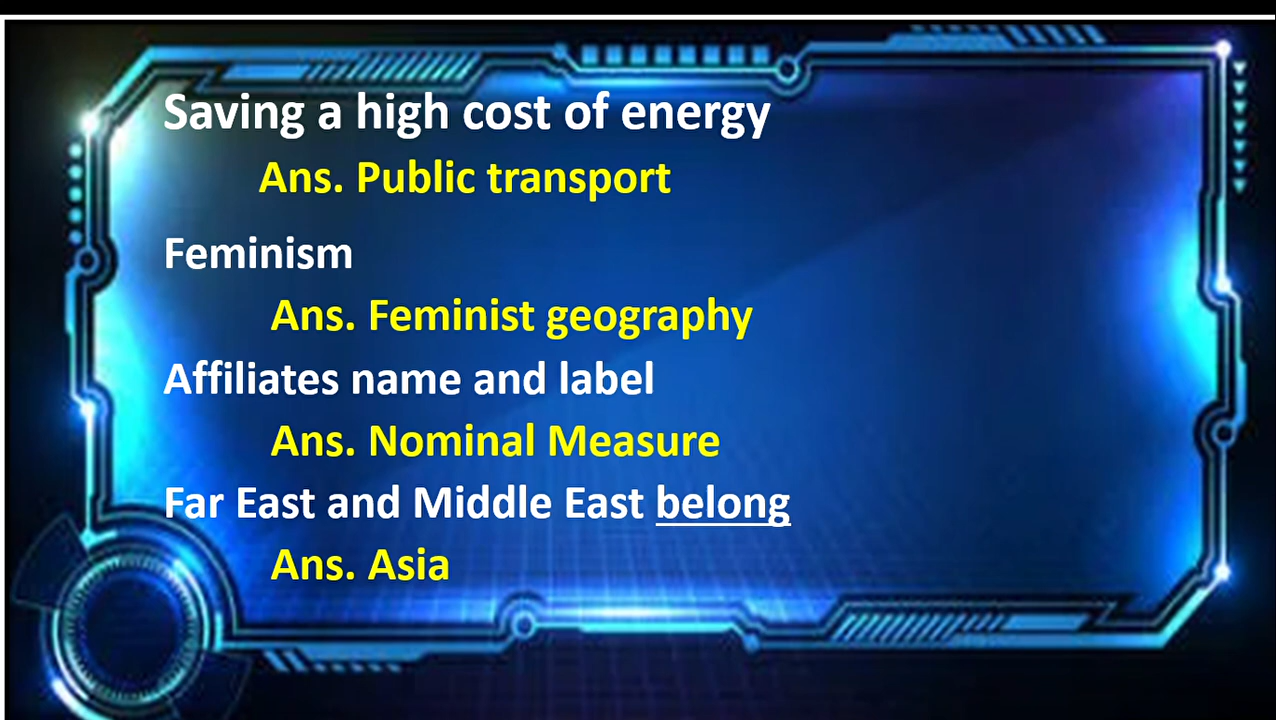 Saving a high cost of energy
Ans. Public transport
Feminism
Ans. Feminist geography
Affiliates name and label
Ans. Nominal Measure
Far East and Middle East belong
Ans. Asia